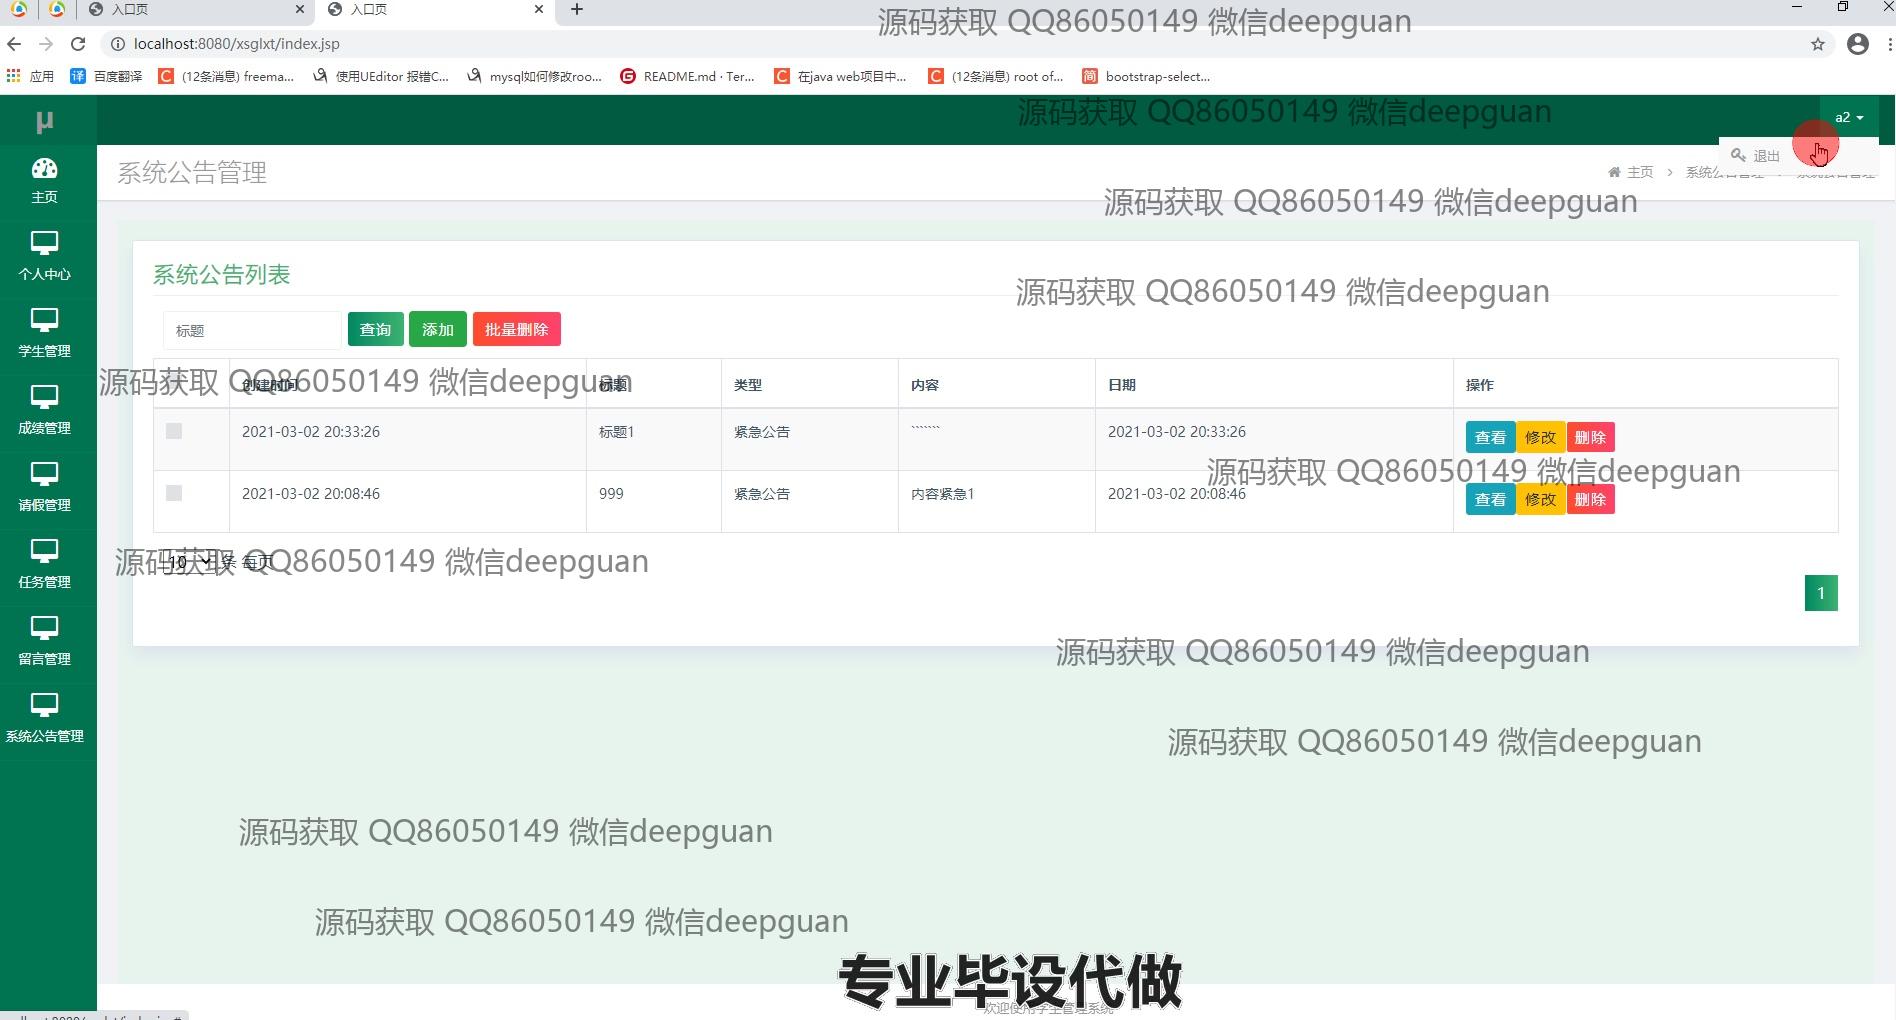 入口页
入口页
源码获取 QQ86050149 微信deepguan
localhost:8080/xsglxt/index.jsp
应用 百度翻译 (12条消息) freema... 使用UEditor 报错C... mysql如何修改roo... README.md · Ter... 在java web项目中... (12条消息) root of... bootstrap-select...
μ
源码获取 QQ86050149 微信deepguan
a2
退出
系统公告管理
主页 > 系统公告管理 > 系统公告管理
主页
源码获取 QQ86050149 微信deepguan
个人中心
系统公告列表
源码获取 QQ86050149 微信deepguan
标题 查询 添加 批量删除
学生管理
源码获取 QQ86050149 微信deepguan
创建时间 标题 类型 内容 日期 操作
成绩管理
2021-03-02 20:33:26 标题1 紧急公告 ``````` 2021-03-02 20:33:26 查看 修改 删除
源码获取 QQ86050149 微信deepguan
2021-03-02 20:08:46 999 紧急公告 内容紧急1 2021-03-02 20:08:46 查看 修改 删除
请假管理
源码获取 QQ86050149 微信deepguan
10 条 每页
任务管理
1
源码获取 QQ86050149 微信deepguan
留言管理
系统公告管理
源码获取 QQ86050149 微信deepguan
源码获取 QQ86050149 微信deepguan
源码获取 QQ86050149 微信deepguan
专业毕设代做
欢迎使用学生管理系统